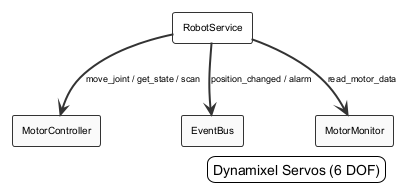 RobotService
move_joint / get_state / scan
position_changed / alarm
read_motor_data
MotorController
EventBus
MotorMonitor
Dynamixel Servos (6 DOF)